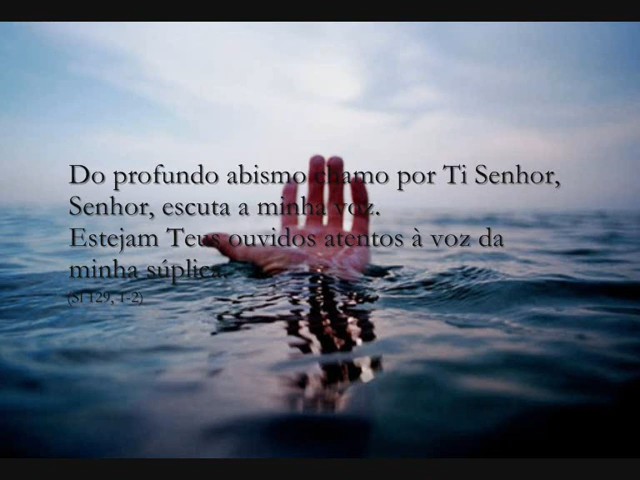 Do profundo abismo chamo por Ti Senhor,
Senhor, escuta a minha voz.
Estejam Teus ouvidos atentos à voz da
minha súplica.
(Sl 129, 1-2)